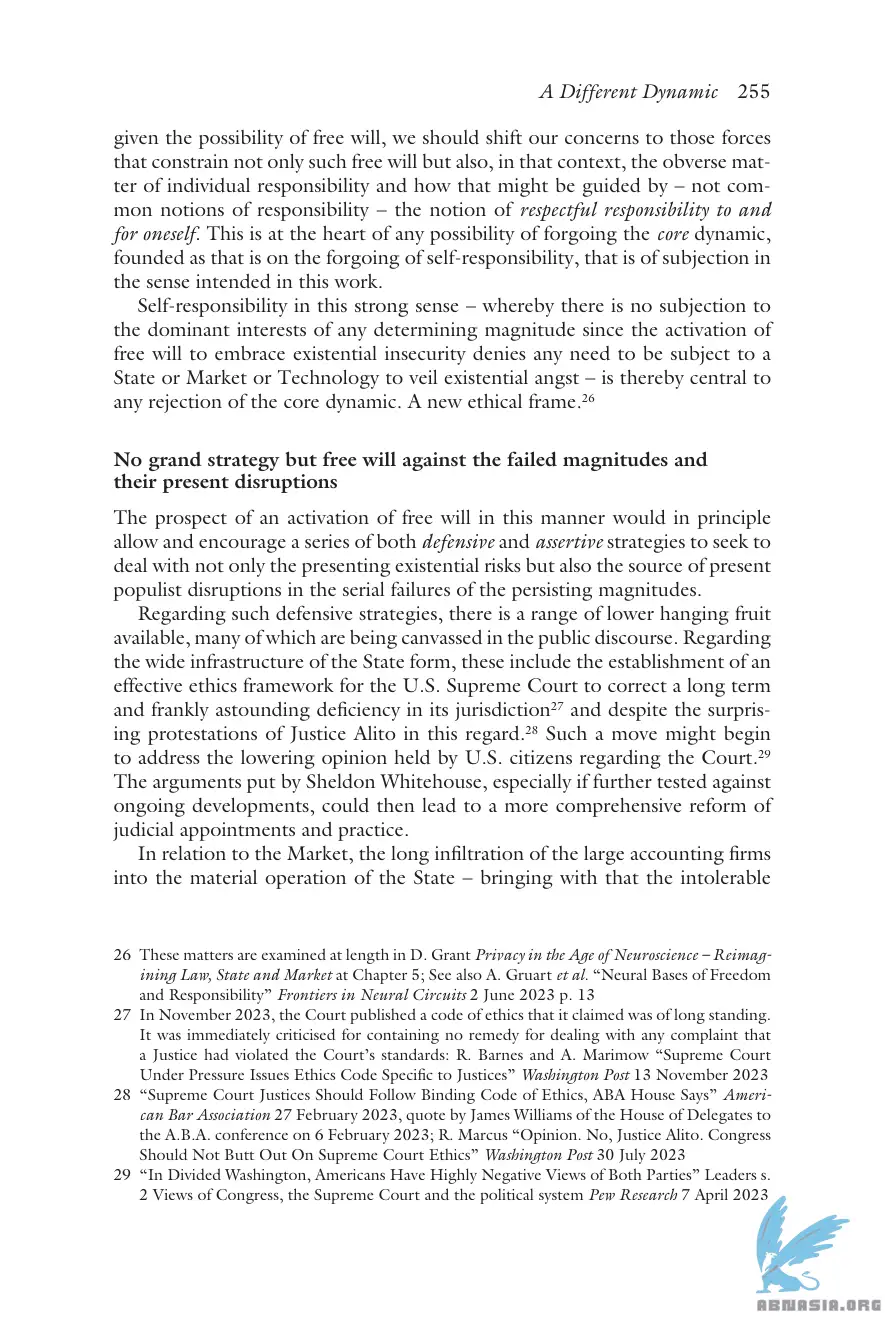 A Different Dynamic 255
given the possibility of free will, we should shift our concerns to those forces
that constrain not only such free will but also, in that context, the obverse mat-
ter of individual responsibility and how that might be guided by – not com-
mon notions of responsibility – the notion of respectful responsibility to and
for oneself. This is at the heart of any possibility of forgoing the core dynamic,
founded as that is on the forgoing of self-responsibility, that is of subjection in
the sense intended in this work.
Self-responsibility in this strong sense – whereby there is no subjection to
the dominant interests of any determining magnitude since the activation of
free will to embrace existential insecurity denies any need to be subject to a
State or Market or Technology to veil existential angst – is thereby central to
any rejection of the core dynamic. A new ethical frame.26
No grand strategy but free will against the failed magnitudes and
their present disruptions
The prospect of an activation of free will in this manner would in principle
allow and encourage a series of both defensive and assertive strategies to seek to
deal with not only the presenting existential risks but also the source of present
populist disruptions in the serial failures of the persisting magnitudes.
Regarding such defensive strategies, there is a range of lower hanging fruit
available, many of which are being canvassed in the public discourse. Regarding
the wide infrastructure of the State form, these include the establishment of an
effective ethics framework for the U.S. Supreme Court to correct a long term
and frankly astounding deficiency in its jurisdiction27 and despite the surpris-
ing protestations of Justice Alito in this regard.28 Such a move might begin
to address the lowering opinion held by U.S. citizens regarding the Court.29
The arguments put by Sheldon Whitehouse, especially if further tested against
ongoing developments, could then lead to a more comprehensive reform of
judicial appointments and practice.
In relation to the Market, the long infiltration of the large accounting firms
into the material operation of the State – bringing with that the intolerable
26 These matters are examined at length in D. Grant Privacy in the Age of Neuroscience – Reimag-
ining Law, State and Market at Chapter 5; See also A. Gruart et al. “Neural Bases of Freedom
and Responsibility” Frontiers in Neural Circuits 2 June 2023 p. 13
27 In November 2023, the Court published a code of ethics that it claimed was of long standing.
It was immediately criticised for containing no remedy for dealing with any complaint that
a Justice had violated the Court’s standards: R. Barnes and A. Marimow “Supreme Court
Under Pressure Issues Ethics Code Specific to Justices” Washington Post 13 November 2023
28 “Supreme Court Justices Should Follow Binding Code of Ethics, ABA House Says” Ameri-
can Bar Association 27 February 2023, quote by James Williams of the House of Delegates to
the A.B.A. conference on 6 February 2023; R. Marcus “Opinion. No, Justice Alito. Congress
Should Not Butt Out On Supreme Court Ethics” Washington Post 30 July 2023
29 “In Divided Washington, Americans Have Highly Negative Views of Both Parties” Leaders s.
2 Views of Congress, the Supreme Court and the political system Pew Research 7 April 2023
ABNASIA.ORG